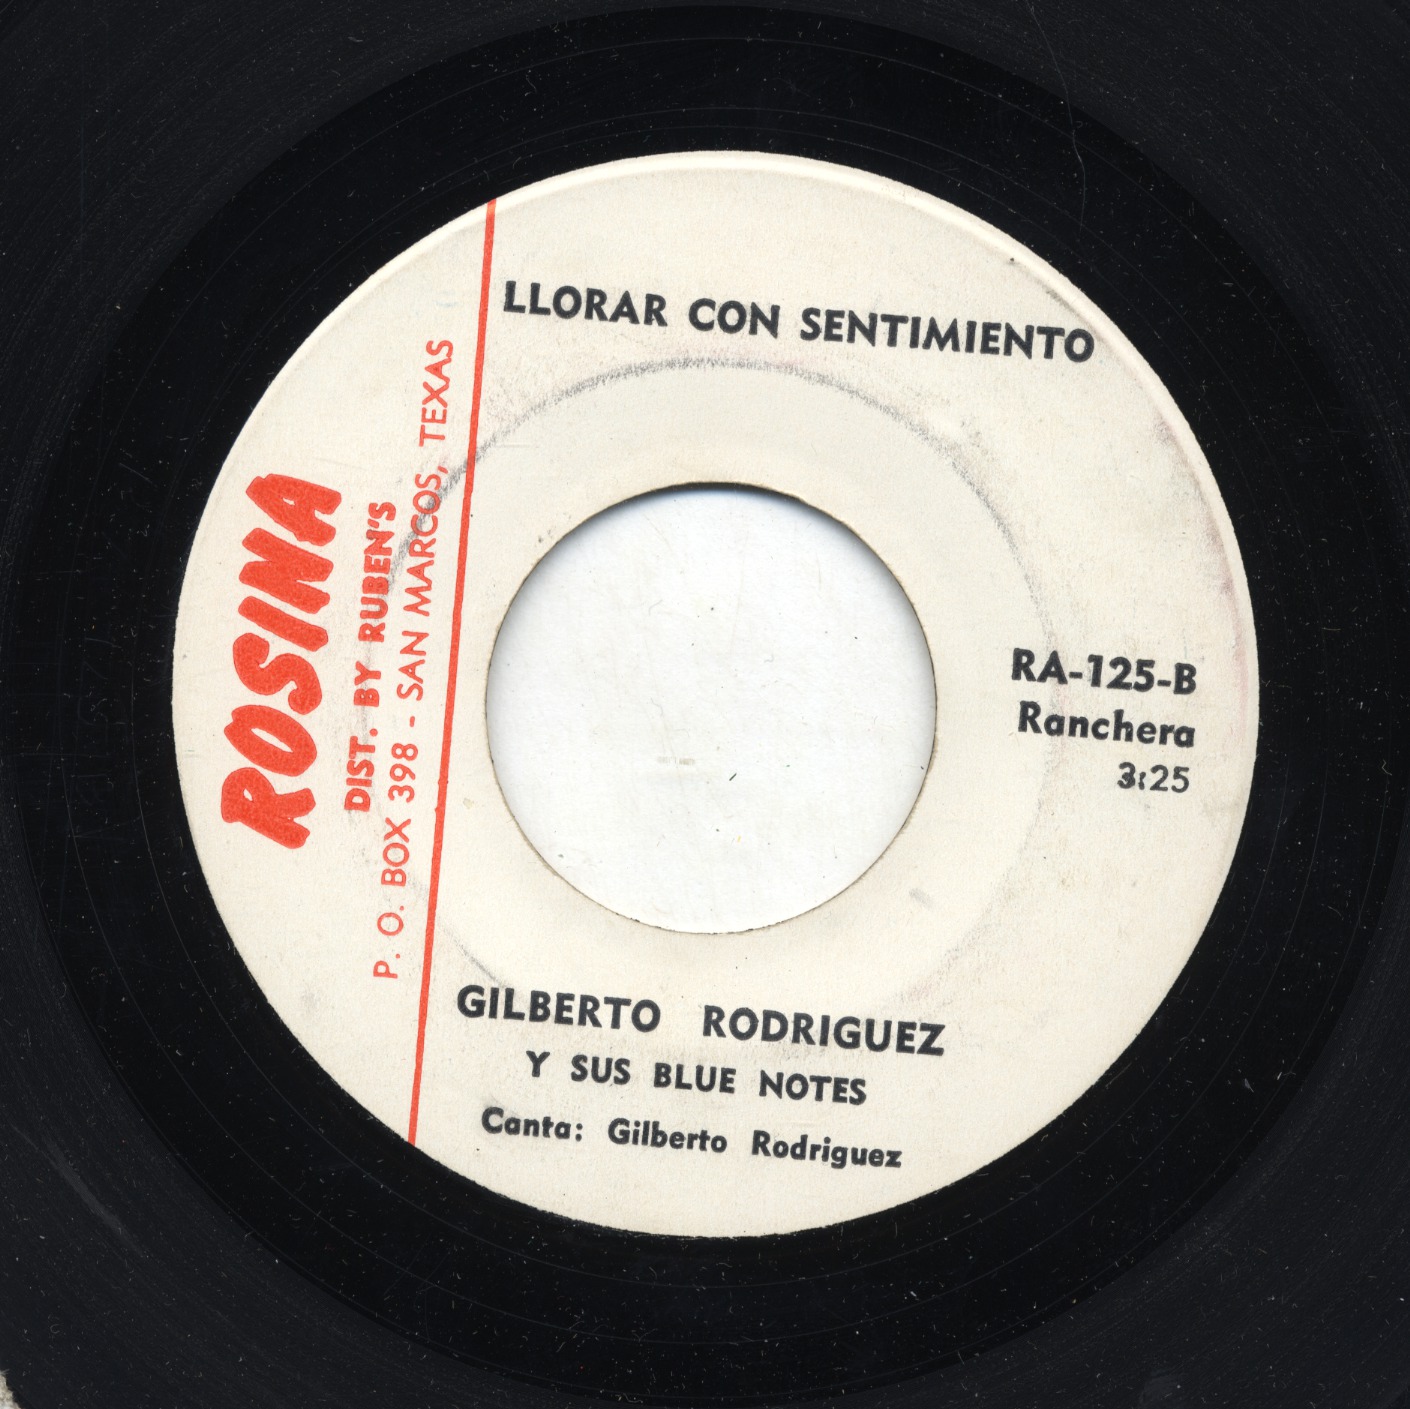 LLORAR CON SENTIMIENTO
ROSINA
DIST. BY RUBEN'S
P. O. BOX 398 - SAN MARCOS, TEXAS
RA-125-B
Ranchera
3:25
GILBERTO RODRIGUEZ
Y SUS BLUE NOTES
Canta: Gilberto Rodriguez